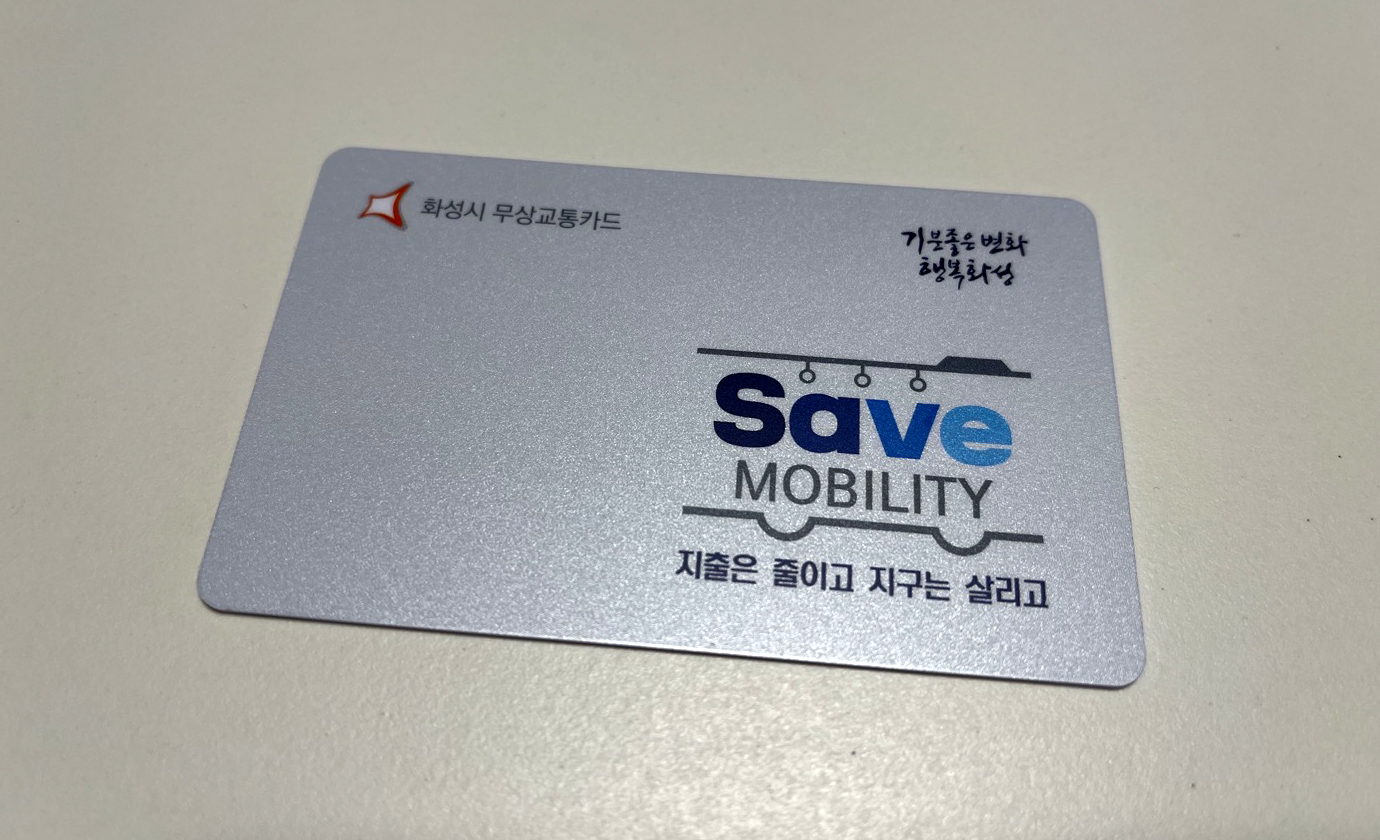 화성시 무상교통카드
기분좋은 변화
행복화성
Save
MOBILITY
지출은 줄이고 지구는 살리고